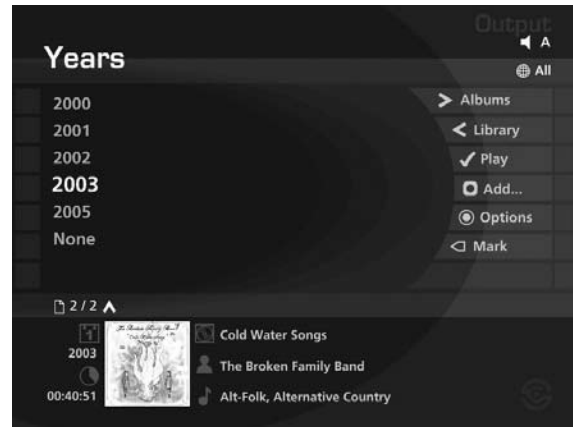 Output
A
Years
All
2000
2001
2002
2003
2005
None
Albums
Library
Play
Add...
Options
Mark
2 / 2
1
2003
00:40:51
Cold Water Songs
The Broken Family Band
Alt-Folk, Alternative Country